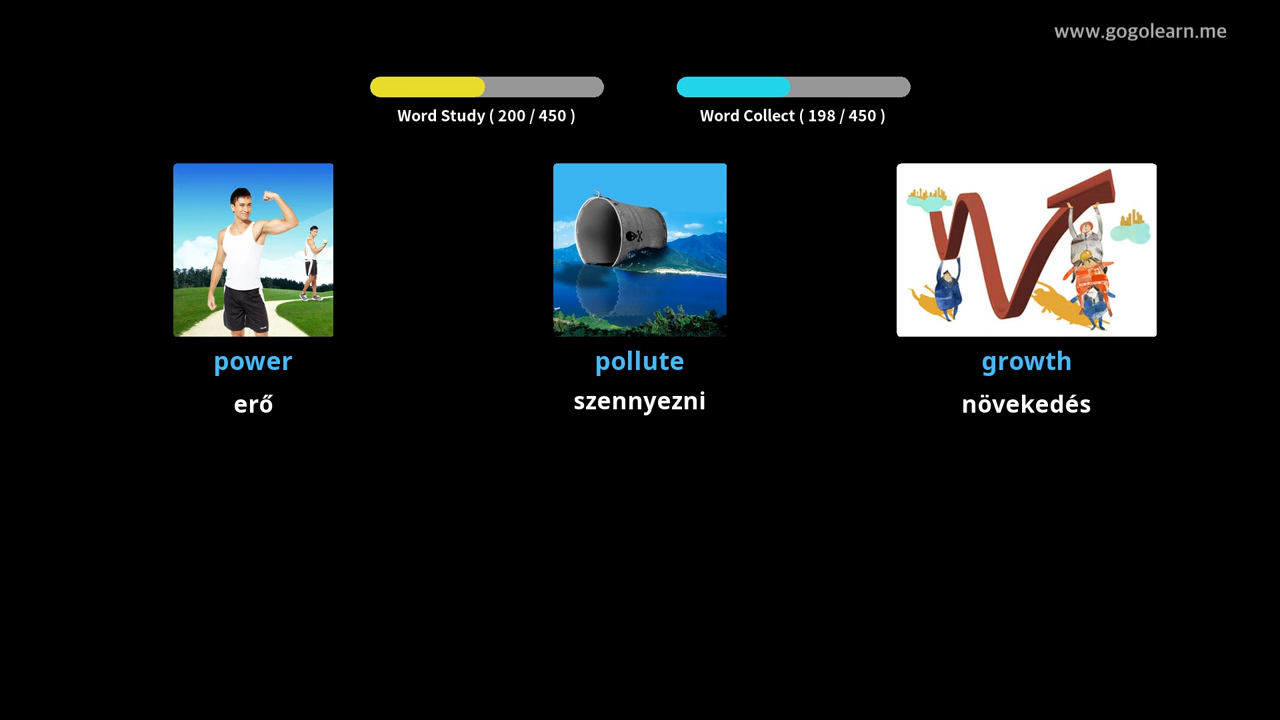 www.gogolearn.me
Word Study ( 200 / 450 )
Word Collect ( 198 / 450 )
power
pollute
growth
erő
szennyezni
növekedés